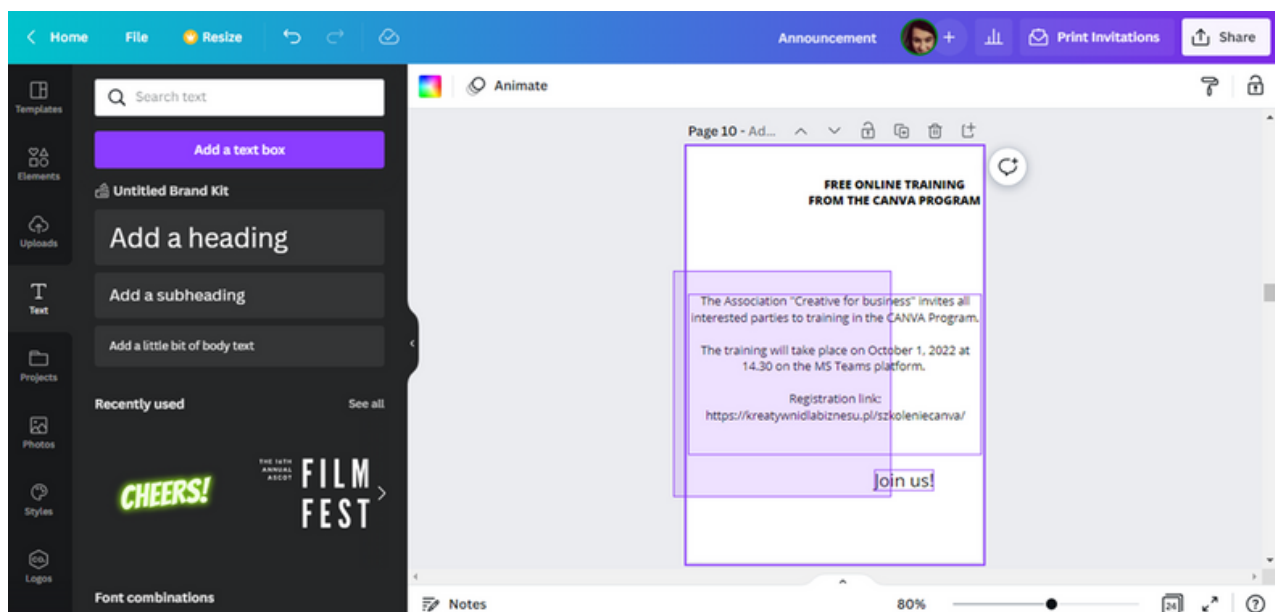 Home File Resize Announcement + Print Invitations Share
Templates
Elements
Uploads
Text
Projects
Photos
Styles
CO.
Logos
Search text
Add a text box
Untitled Brand Kit
Add a heading
Add a subheading
Add a little bit of body text
Recently used See all
CHEERS!
THE 16TH
ANNUAL
ASCOT
FILM
FEST
Font combinations
Animate
Page 10 - Ad...
FREE ONLINE TRAINING
FROM THE CANVA PROGRAM
The Association "Creative for business" invites all
interested parties to training in the CANVA Program.
The training will take place on October 1, 2022 at
14.30 on the MS Teams platform.
Registration link:
https://kreatywnidlabiznesu.pl/szkoleniecanva/
Join us!
Notes 80% 24 ?